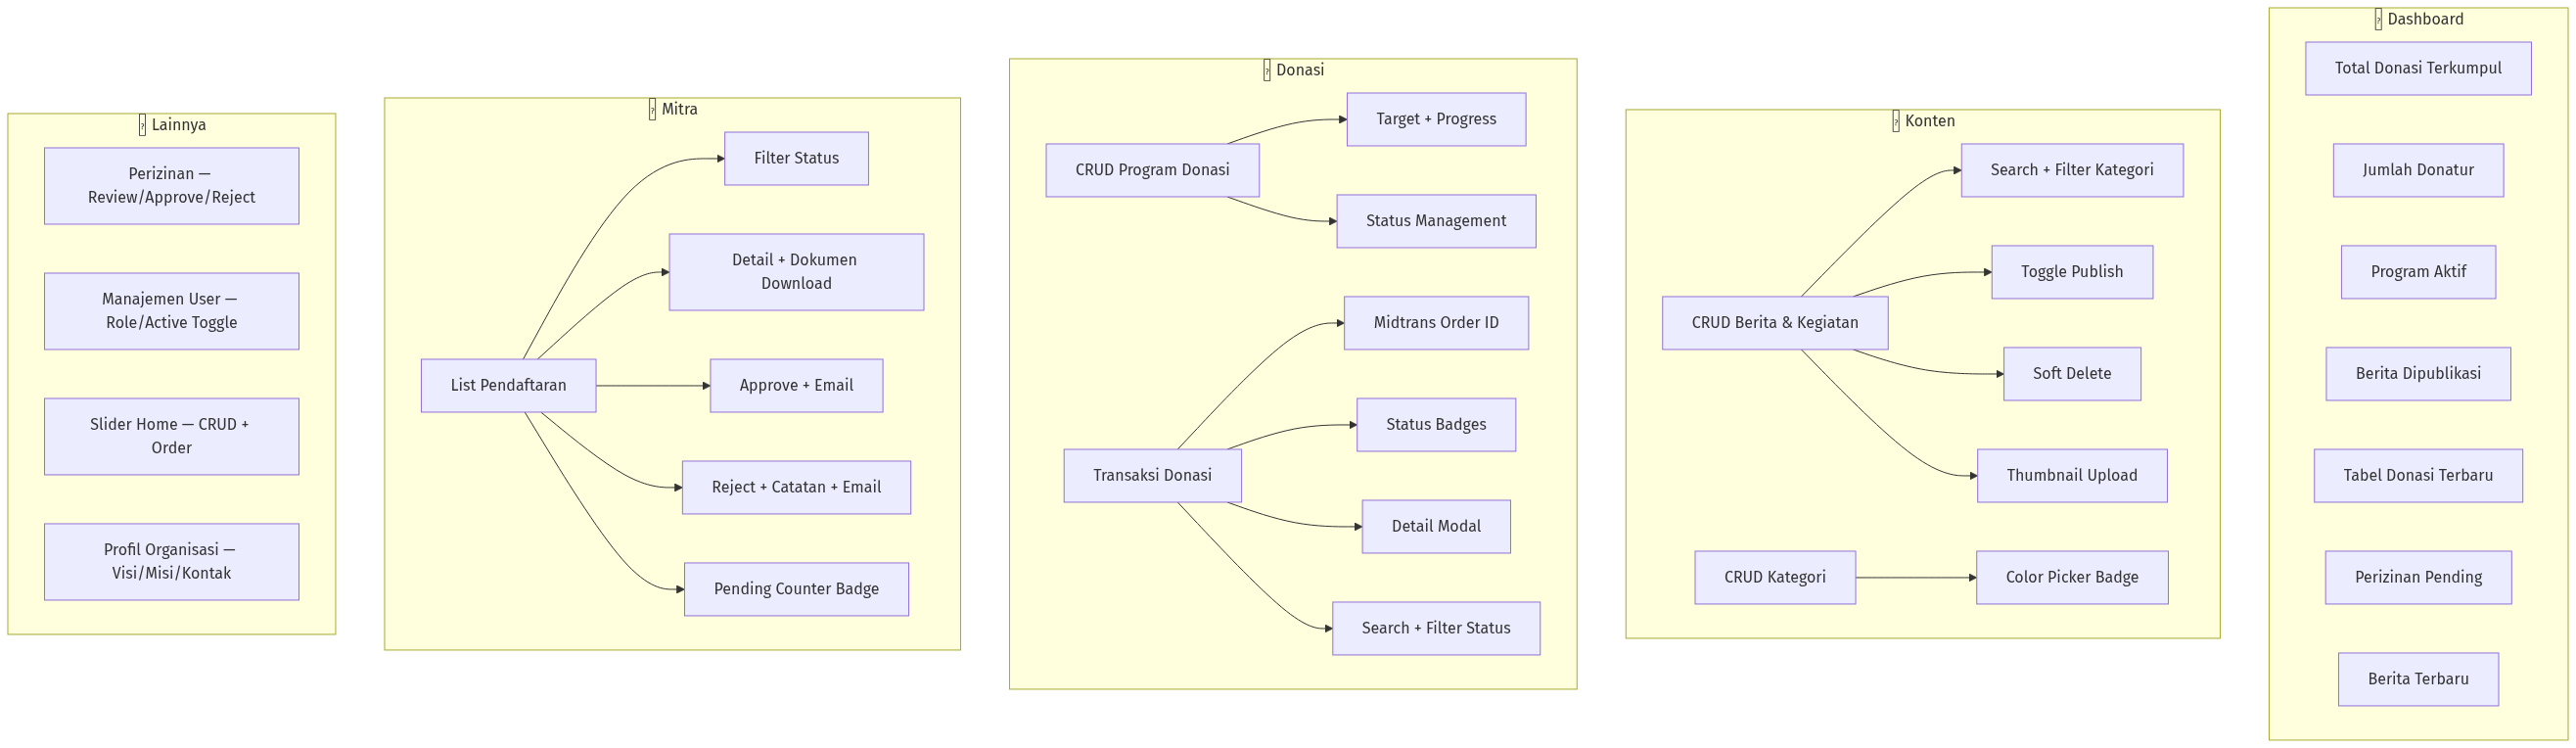 Lainnya
Perizinan —
Review/Approve/Reject
Manajemen User —
Role/Active Toggle
Slider Home — CRUD +
Order
Profil Organisasi —
Visi/Misi/Kontak
Mitra
List Pendaftaran
Filter Status
Detail + Dokumen
Download
Approve + Email
Reject + Catatan + Email
Pending Counter Badge
Donasi
CRUD Program Donasi
Target + Progress
Status Management
Transaksi Donasi
Midtrans Order ID
Status Badges
Detail Modal
Search + Filter Status
Konten
CRUD Berita & Kegiatan
Search + Filter Kategori
Toggle Publish
Soft Delete
Thumbnail Upload
CRUD Kategori
Color Picker Badge
Dashboard
Total Donasi Terkumpul
Jumlah Donatur
Program Aktif
Berita Dipublikasi
Tabel Donasi Terbaru
Perizinan Pending
Berita Terbaru